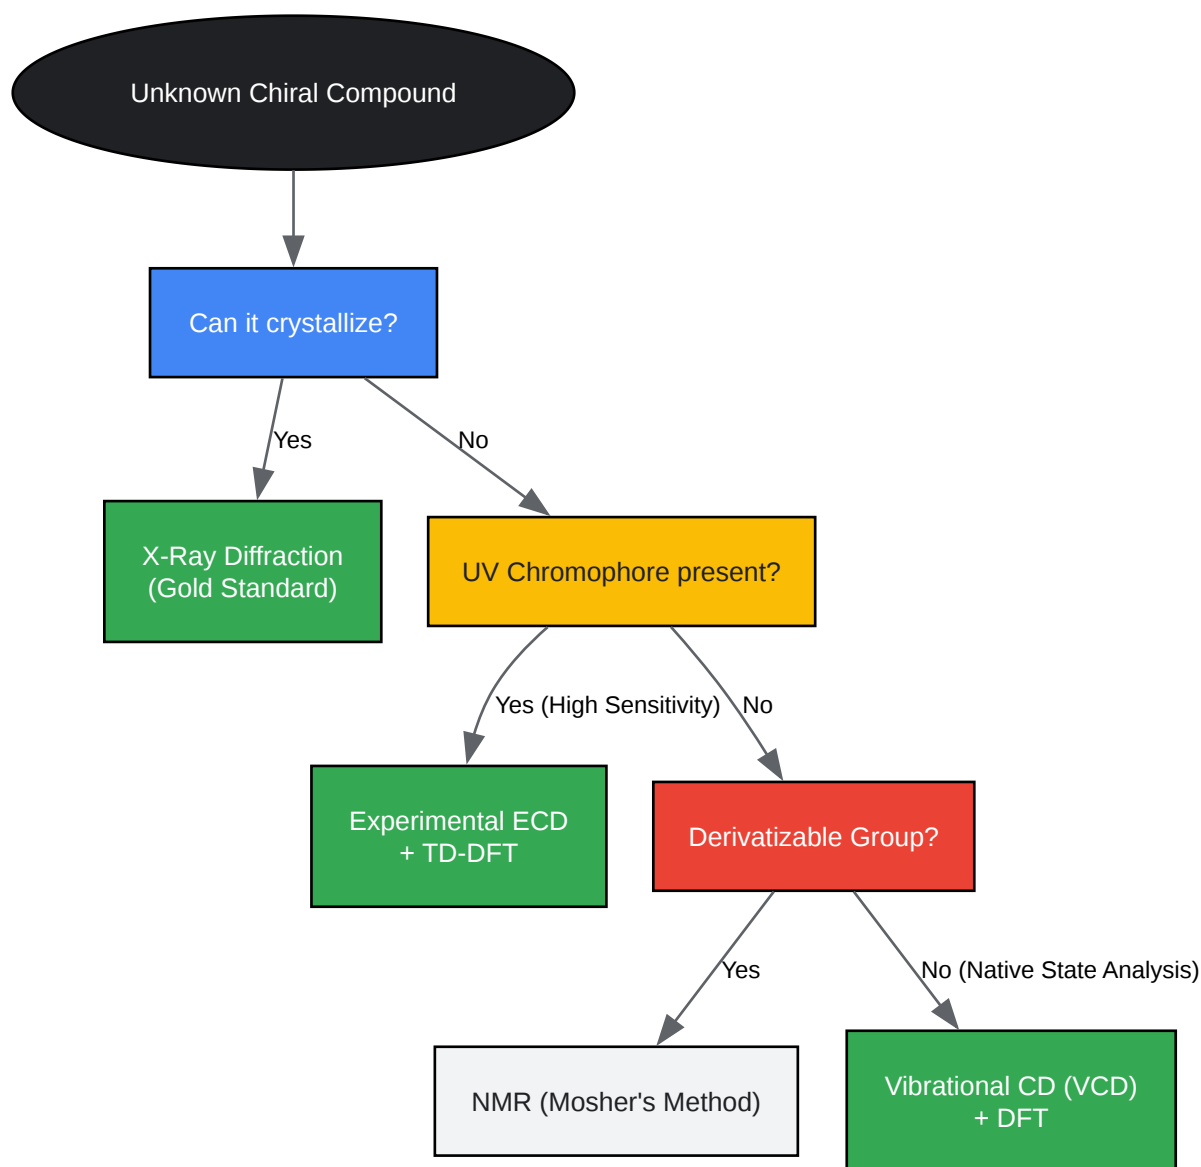 Unknown Chiral Compound
Can it crystallize?
Yes
No
X-Ray Diffraction
(Gold Standard)
UV Chromophore present?
Yes (High Sensitivity)
No
Experimental ECD
+ TD-DFT
Derivatizable Group?
Yes
No (Native State Analysis)
NMR (Mosher's Method)
Vibrational CD (VCD)
+ DFT